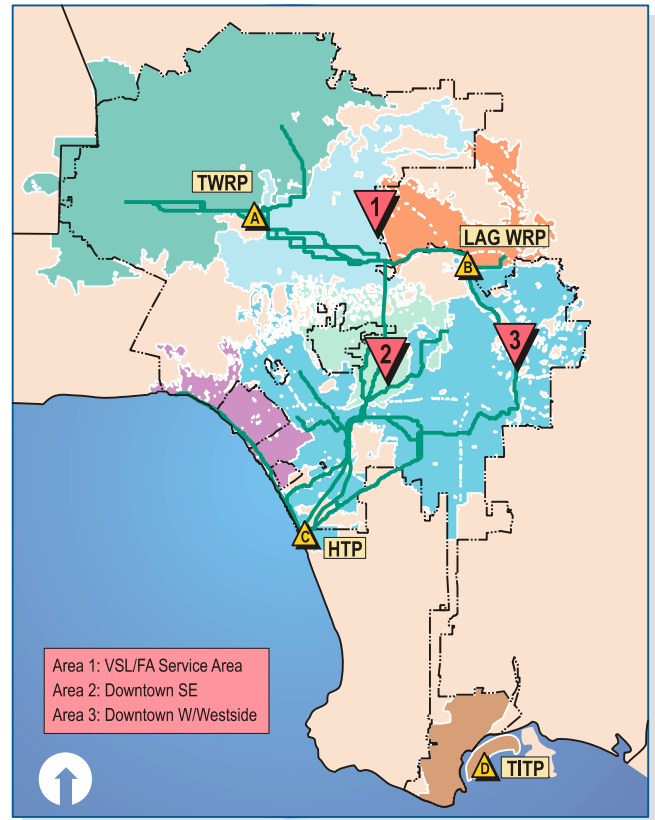 TWRP
A
1
LAG WRP
B
2
3
C
HTP
Area 1: VSL/FA Service Area
Area 2: Downtown SE
Area 3: Downtown W/Westside
D
TITP